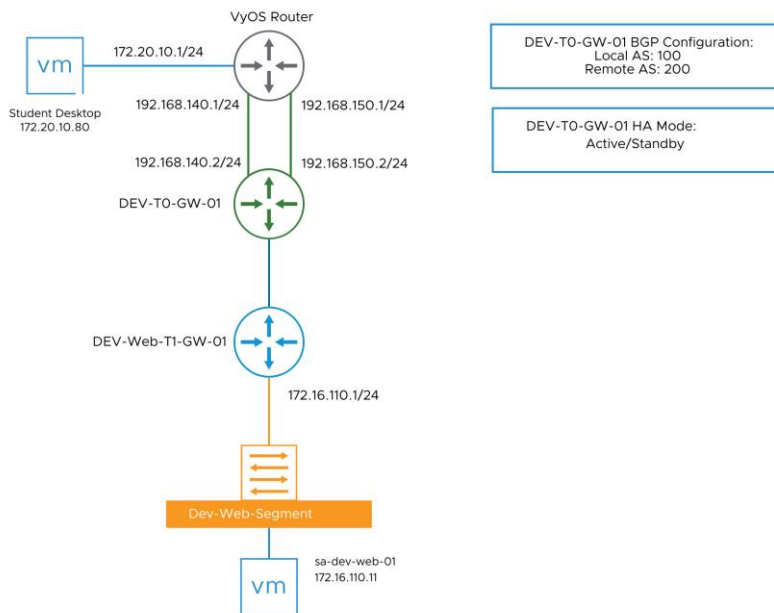 VyOS Router
172.20.10.1/24
vm
Student Desktop
172.20.10.80
192.168.140.1/24
192.168.150.1/24
192.168.140.2/24
192.168.150.2/24
DEV-T0-GW-01
DEV-Web-T1-GW-01
172.16.110.1/24
Dev-Web-Segment
sa-dev-web-01
172.16.110.11
vm
DEV-T0-GW-01 BGP Configuration:
Local AS: 100
Remote AS: 200
DEV-T0-GW-01 HA Mode:
Active/Standby